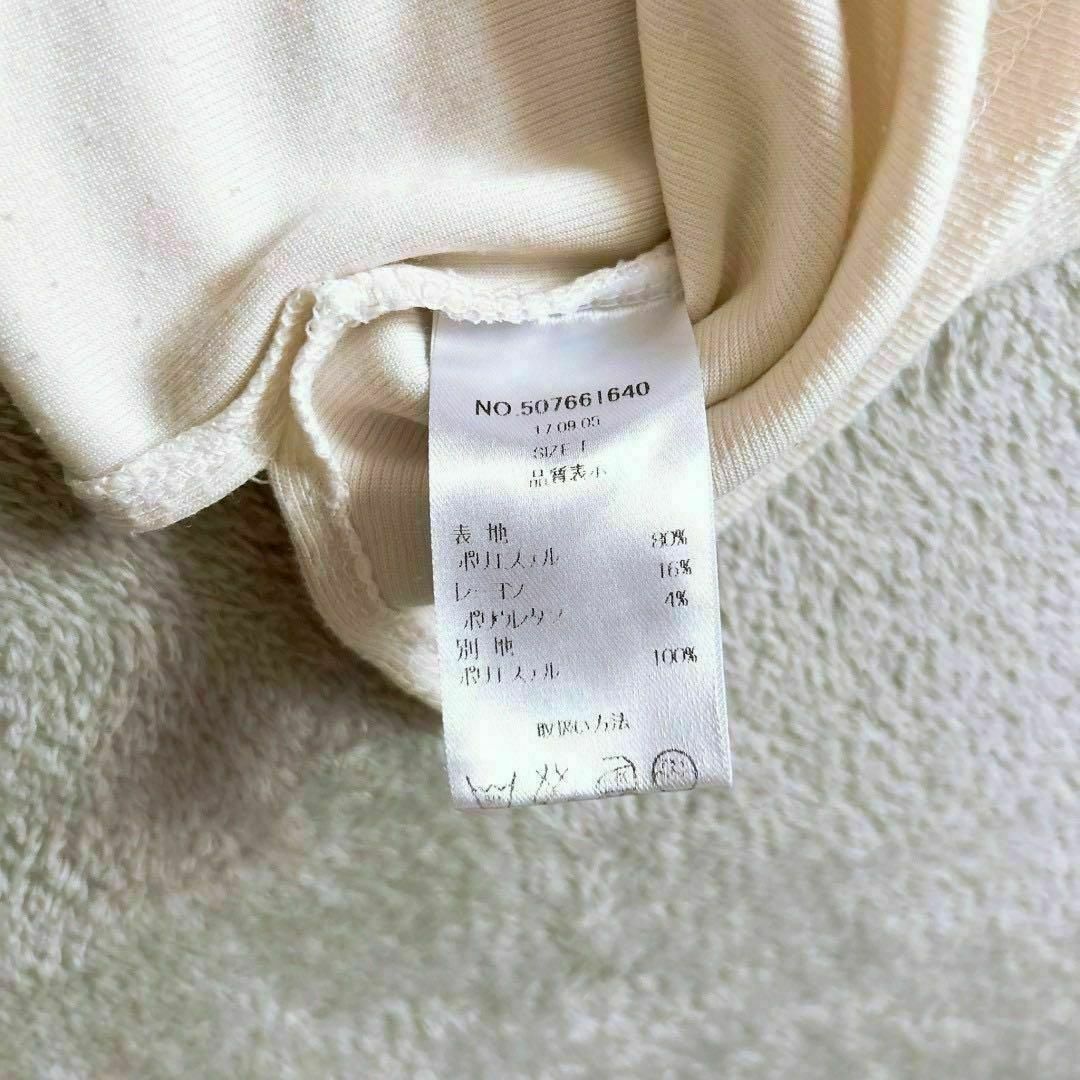 NO.507661640
17.09.05
SIZE F
品質表示
表 地
ポリエステル 80%
レーヨン 16%
ポリウレタン 4%
別 地
ポリエステル 100%
取扱い方法